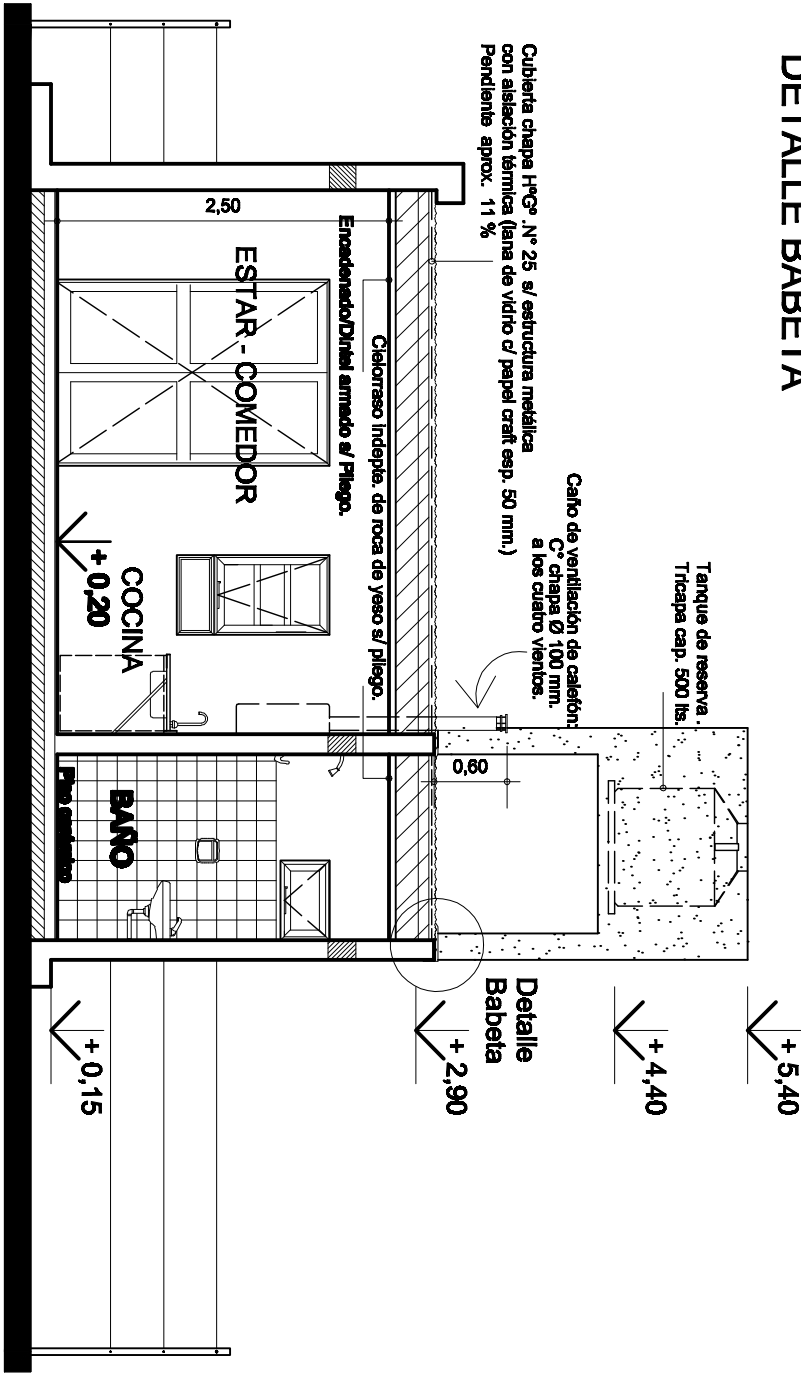 DETALLE BABETA
Tanque de reserva .
Tricapa cap. 500 lts.
Caño de ventilación de calefón:
C° chapa Ø 100 mm.
a los cuatro vientos.
Cubierta chapa HºGº .N° 25 s/ estructura metálica
con aislación térmica (lana de vidrio c/ papel craft esp. 50 mm.)
Pendiente aprox. 11 %
+ 5,40
+ 4,40
Detalle
Babeta
+ 2,90
0,60
Cielorraso indepte. de roca de yeso s/ pliego.
Encadenado/Dintel armado s/ Pliego.
2,50
ESTAR - COMEDOR
COCINA
+ 0,20
BAÑO
Piso cerámico
+ 0,15